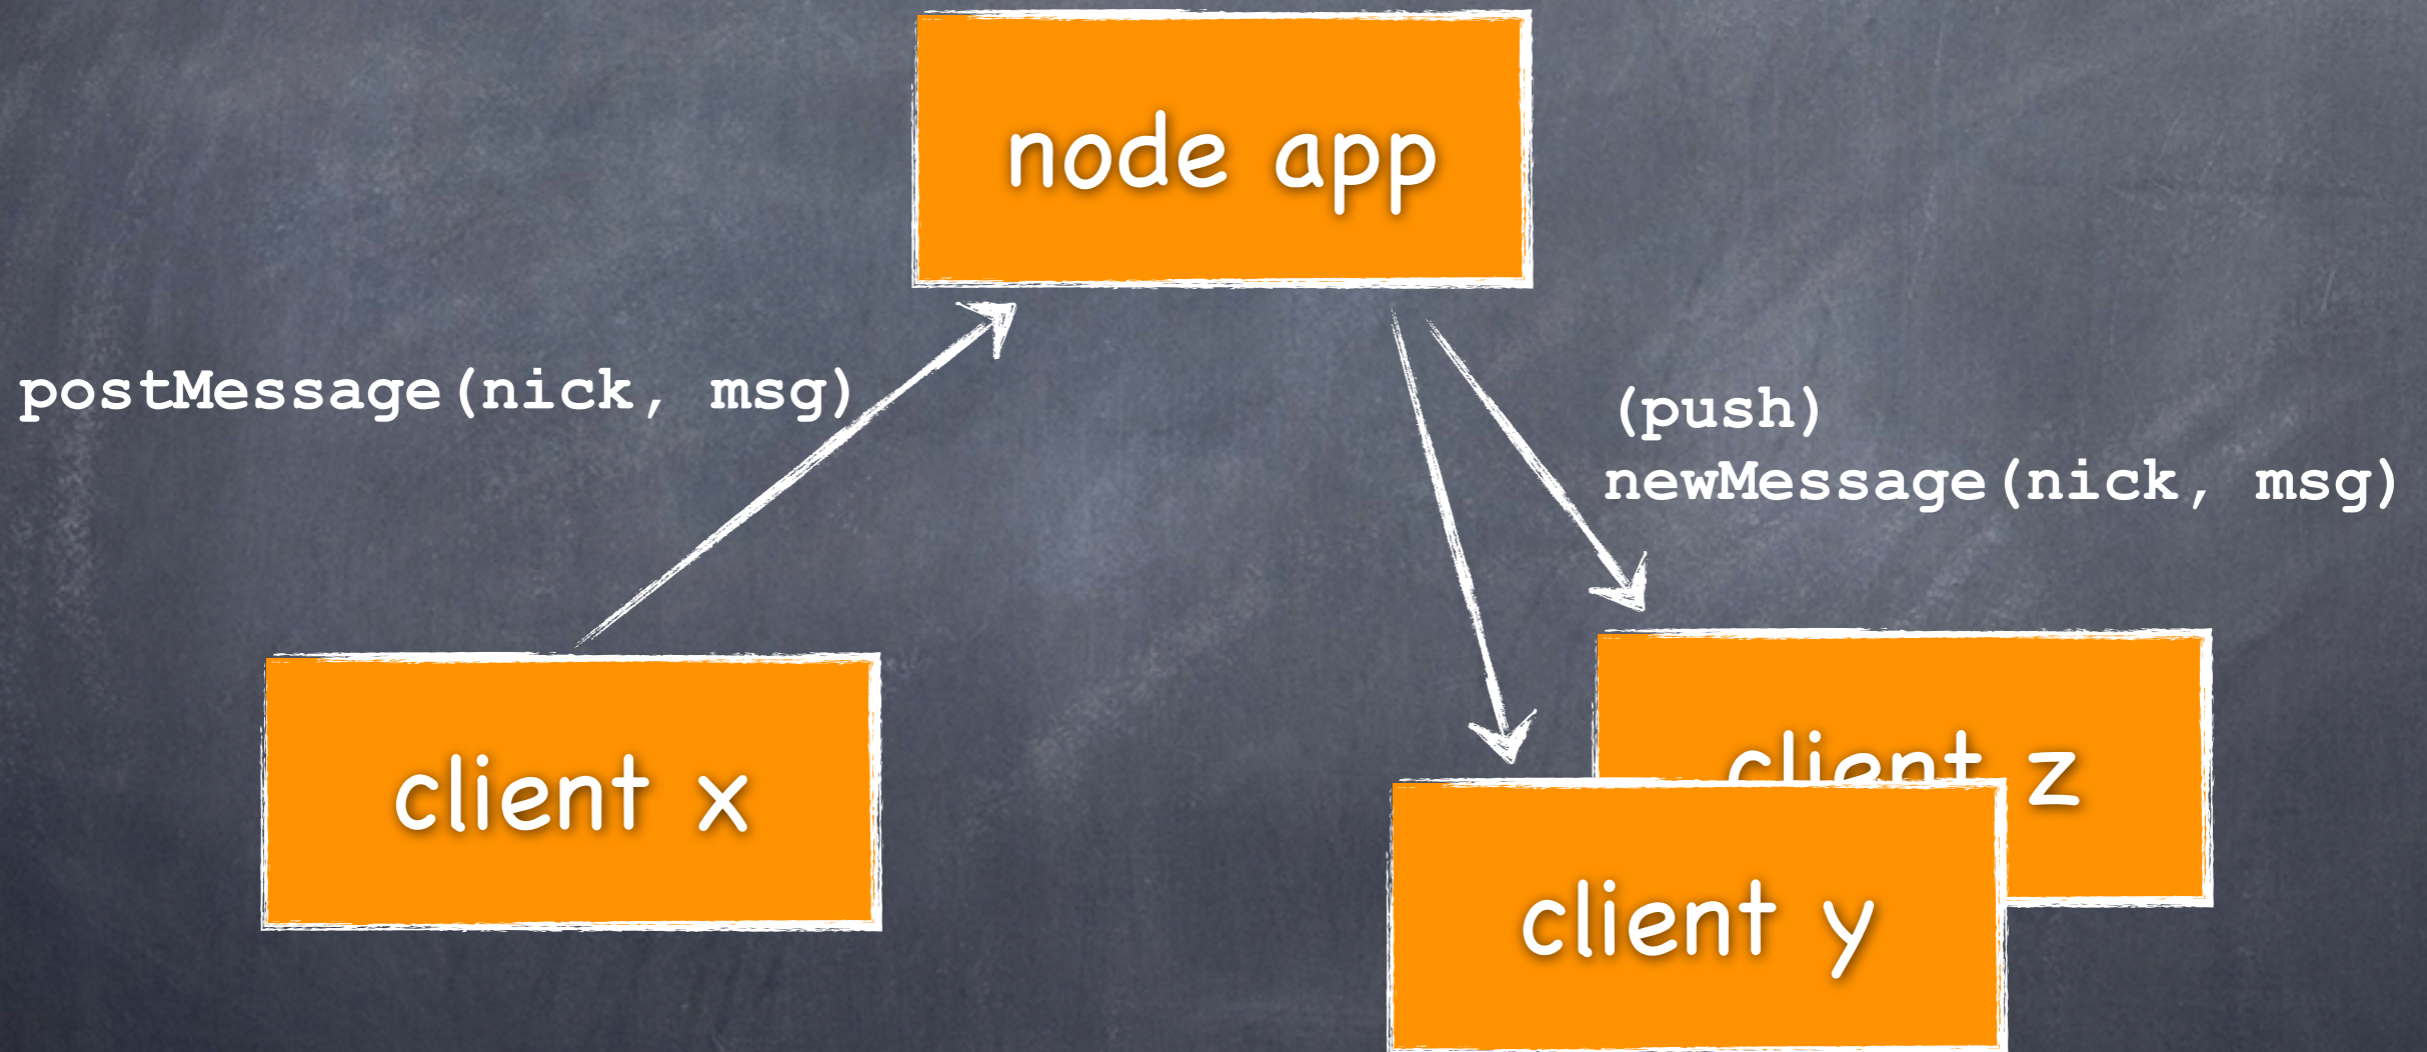 node app
postMessage(nick, msg)
(push)
newMessage(nick, msg)
client x
client z
client y